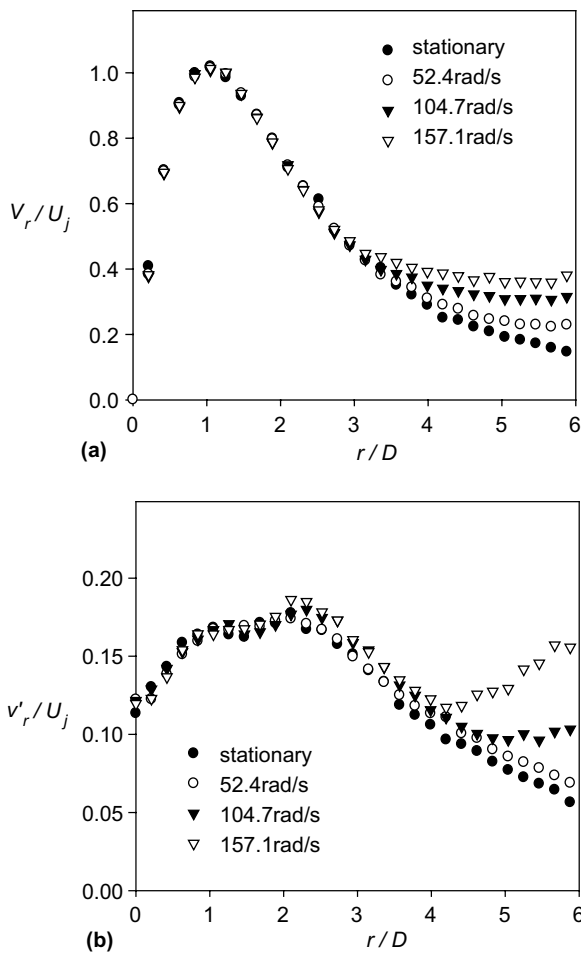 stationary
52.4rad/s
104.7rad/s
157.1rad/s
1.0
0.8
0.6
0.4
0.2
0.0
V_r / U_j
0 1 2 3 4 5 6
(a) r / D
0.20
0.15
0.10
0.05
0.00
v'_r / U_j
stationary
52.4rad/s
104.7rad/s
157.1rad/s
0 1 2 3 4 5 6
(b) r / D